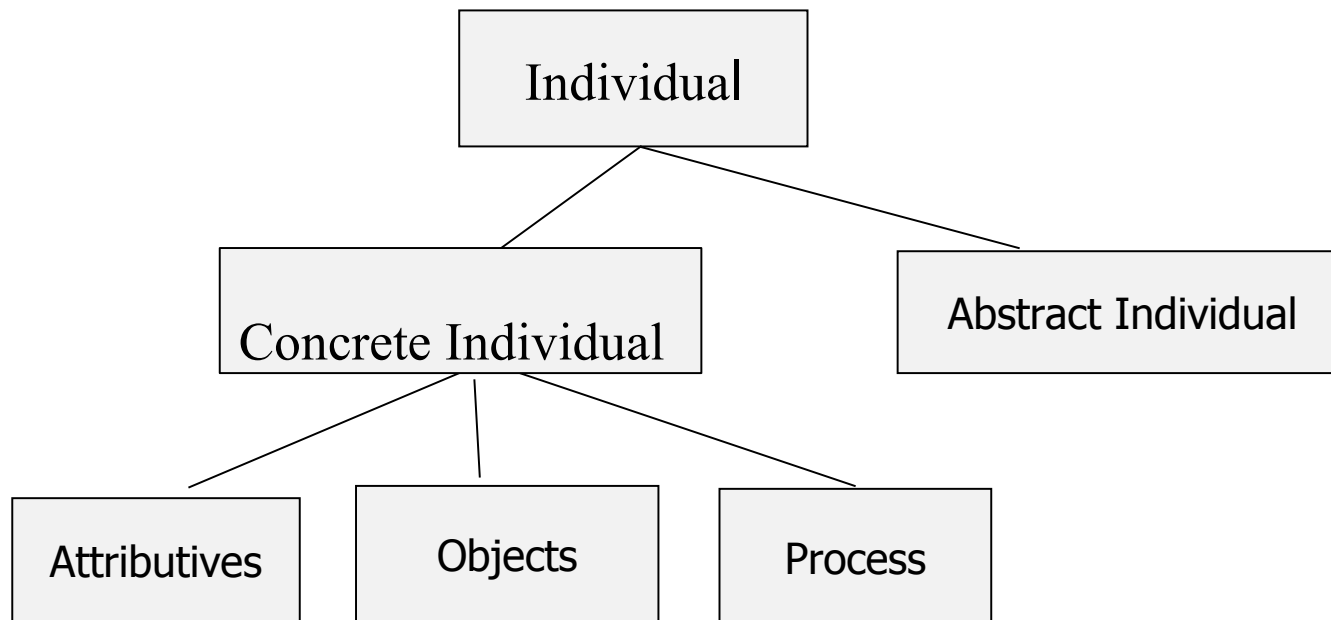 Individual
Concrete Individual
Abstract Individual
Attributives
Objects
Process